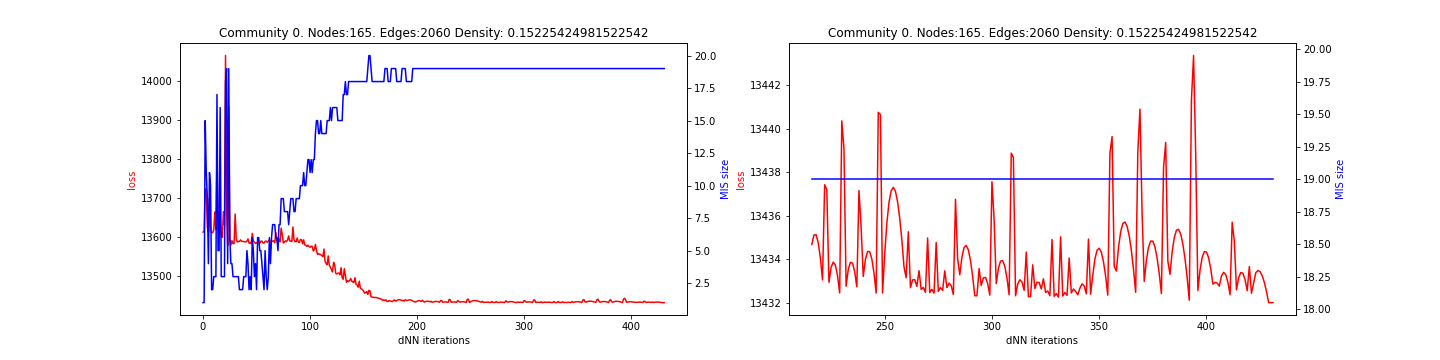 Community 0. Nodes:165. Edges:2060 Density: 0.15225424981522542
14000
13900
13800
13700
13600
13500
loss
20.0
17.5
15.0
12.5
10.0
7.5
5.0
2.5
MIS size
0 100 200 300 400
dNN iterations
Community 0. Nodes:165. Edges:2060 Density: 0.15225424981522542
13442
13440
13438
13436
13434
13432
loss
20.00
19.75
19.50
19.25
19.00
18.75
18.50
18.25
18.00
MIS size
250 300 350 400
dNN iterations